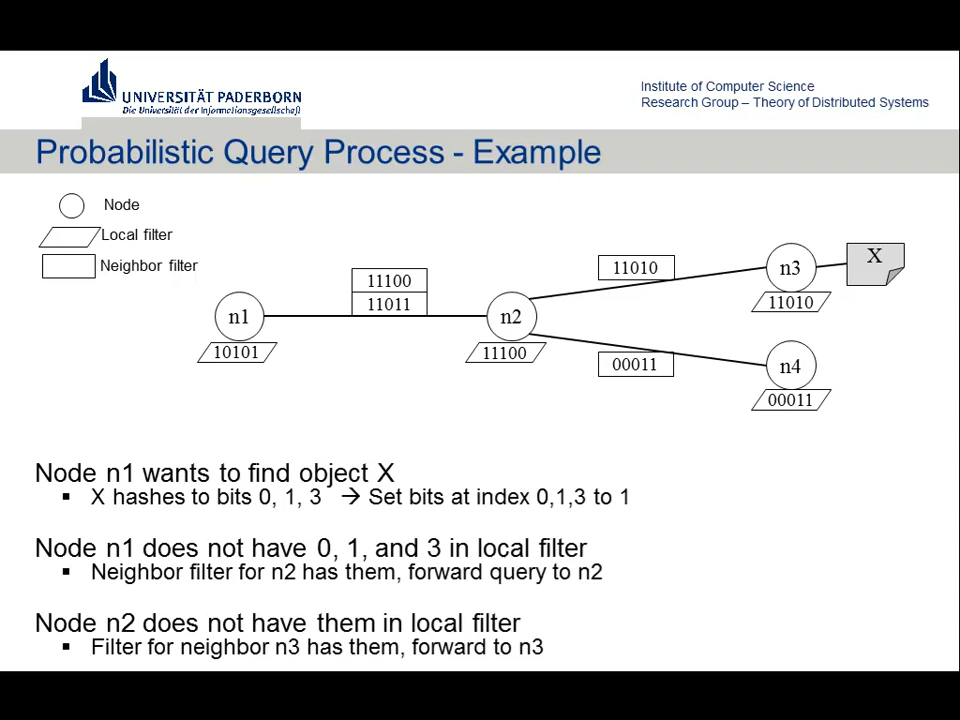 UNIVERSITÄT PADERBORN
Die Universität der Informationsgesellschaft
Institute of Computer Science
Research Group – Theory of Distributed Systems
Probabilistic Query Process - Example
Node
Local filter
Neighbor filter
11100
11011
11010
n1
n2
n3
X
10101
11100
11010
00011
n4
00011
Node n1 wants to find object X
▪ X hashes to bits 0, 1, 3 → Set bits at index 0,1,3 to 1
Node n1 does not have 0, 1, and 3 in local filter
▪ Neighbor filter for n2 has them, forward query to n2
Node n2 does not have them in local filter
▪ Filter for neighbor n3 has them, forward to n3